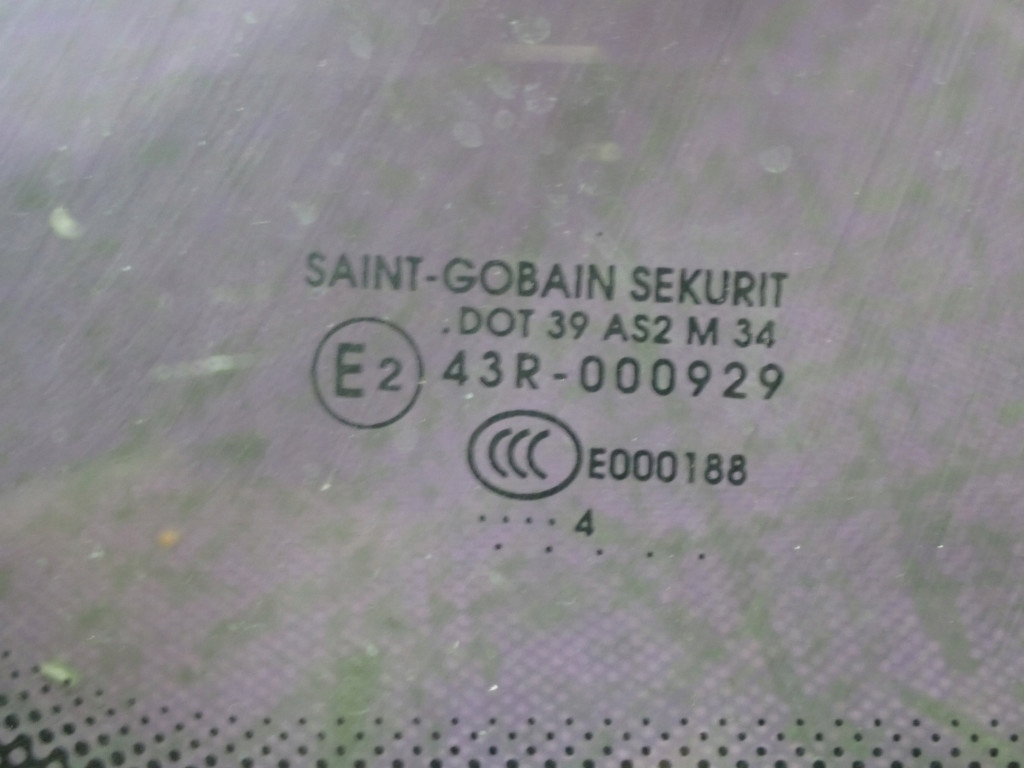 SAINT-GOBAIN SEKURIT
.DOT 39 AS2 M 34
E2 43R-000929
CCC E000188
. . . . 4
. . . . .